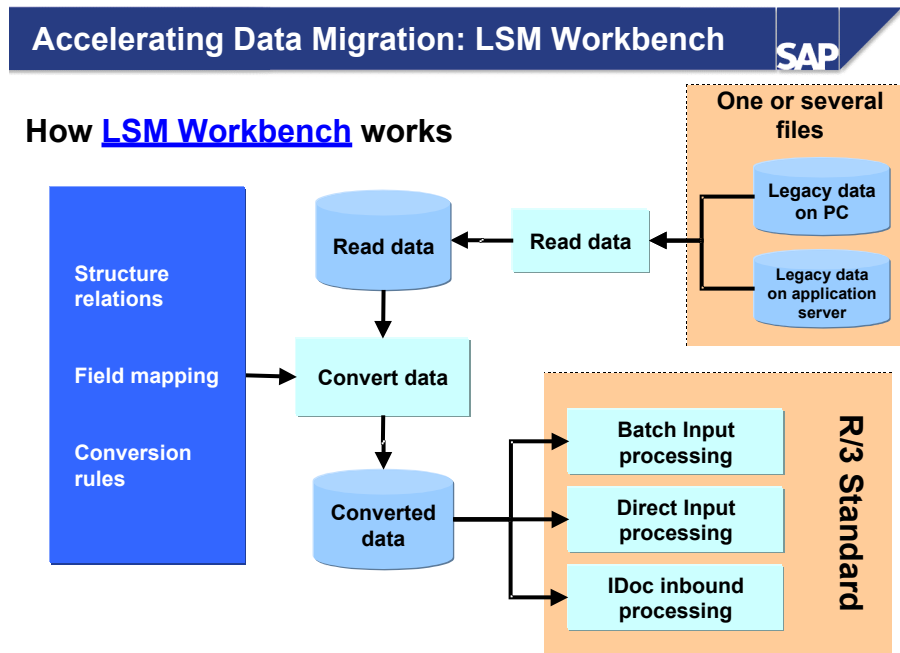 Accelerating Data Migration: LSM Workbench
SAP
How LSM Workbench works
One or several
files
Legacy data
on PC
Legacy data
on application
server
Read data
Read data
Structure
relations
Field mapping
Conversion
rules
Convert data
Converted
data
Batch Input
processing
Direct Input
processing
IDoc inbound
processing
R/3 Standard